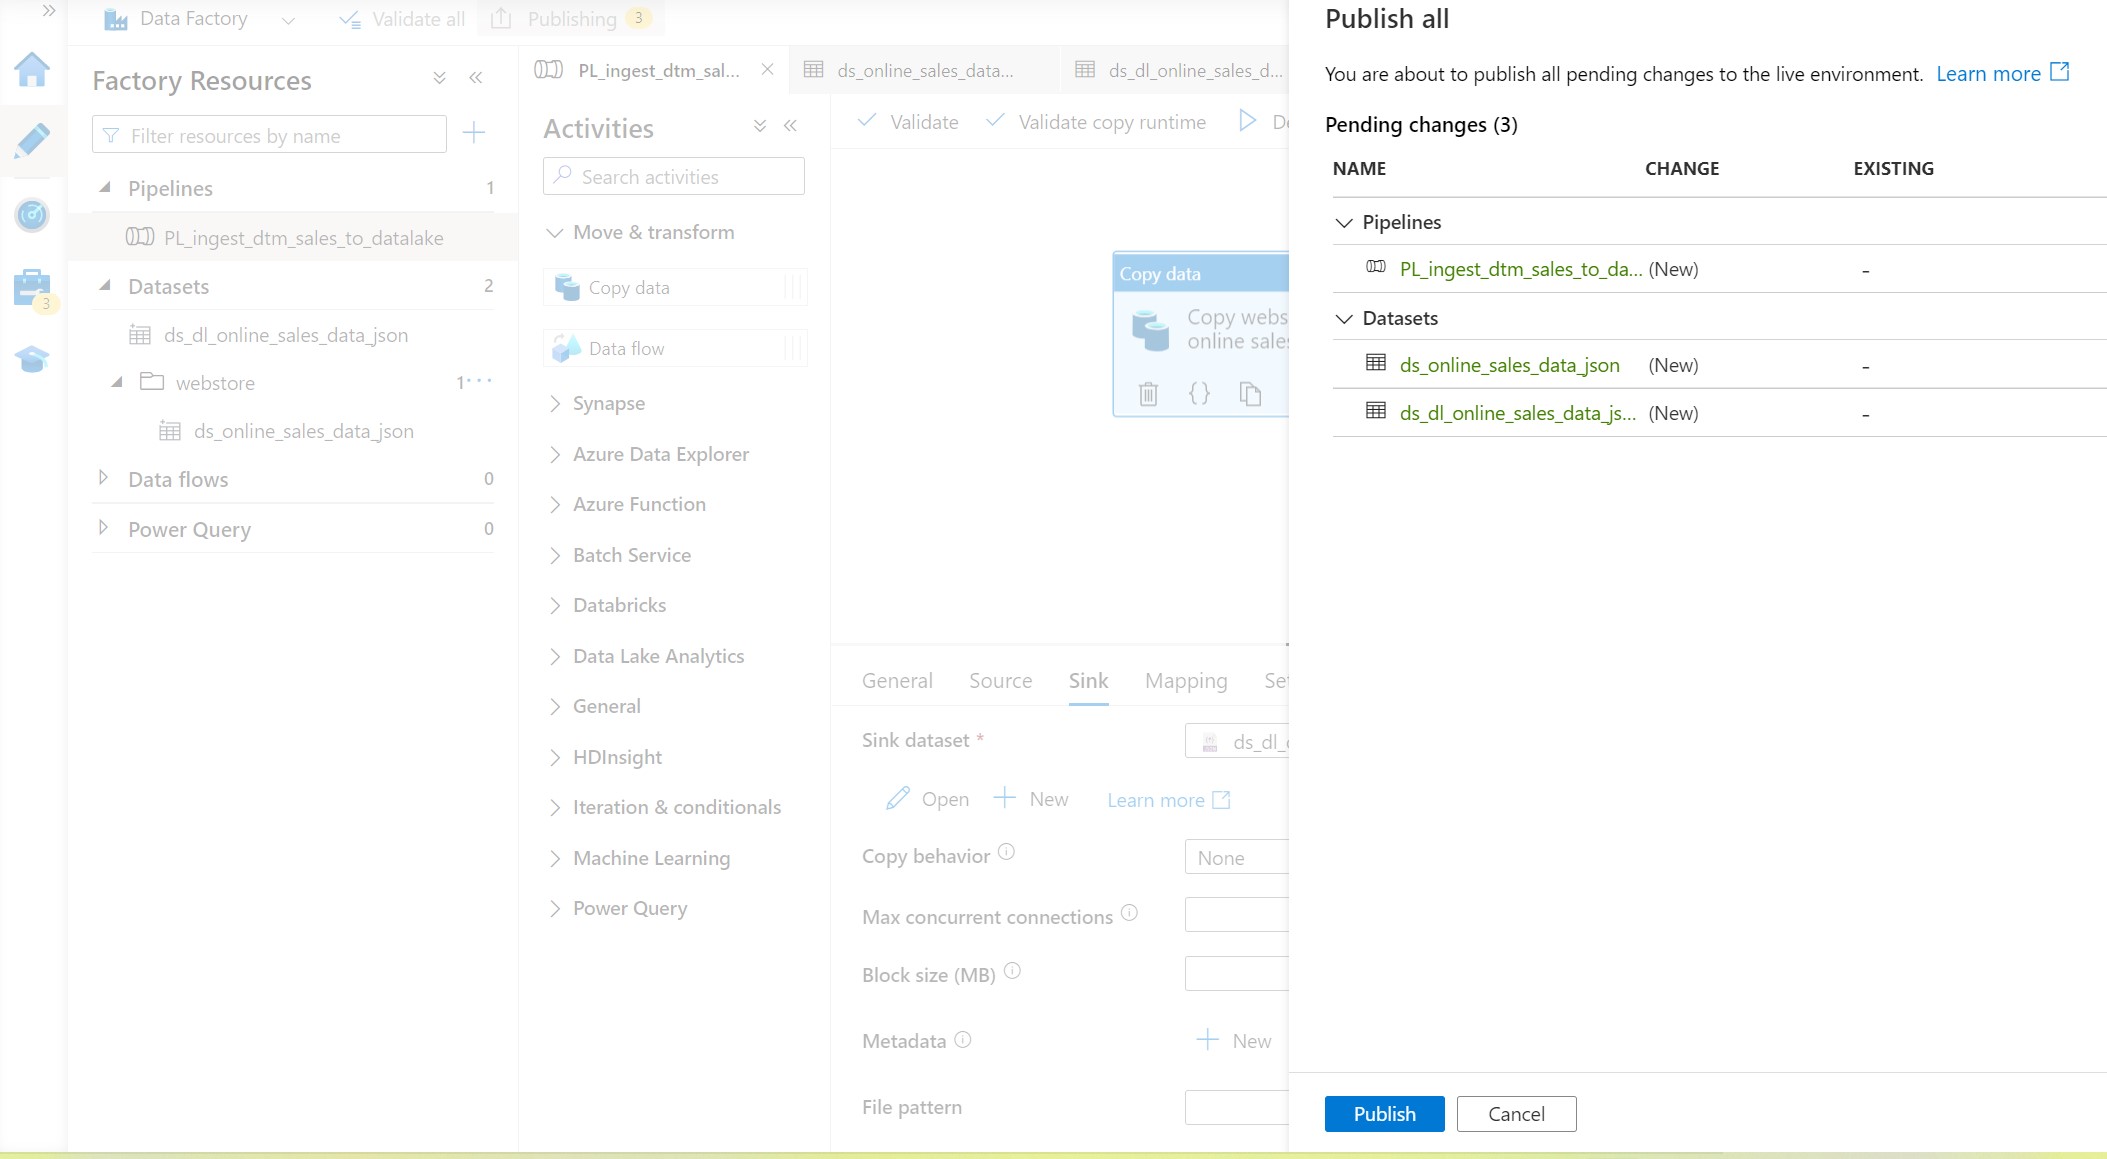 Data Factory
Validate all
Publishing
3
Factory Resources
Filter resources by name
Pipelines
1
PL_ingest_dtm_sales_to_datalake
Datasets
2
ds_dl_online_sales_data_json
webstore
1
ds_online_sales_data_json
Data flows
0
Power Query
0
3
PL_ingest_dtm_sal...
ds_online_sales_data...
ds_dl_online_sales_d...
Activities
Search activities
Move & transform
Copy data
Data flow
Synapse
Azure Data Explorer
Azure Function
Batch Service
Databricks
Data Lake Analytics
General
HDInsight
Iteration & conditionals
Machine Learning
Power Query
Validate
Validate copy runtime
De
Copy data
Copy webs
online sale
General
Source
Sink
Mapping
Set
Sink dataset *
ds_dl_
Open
New
Learn more
Copy behavior
None
Max concurrent connections
Block size (MB)
Metadata
New
File pattern
Publish all
You are about to publish all pending changes to the live environment. Learn more
Pending changes (3)
NAME CHANGE EXISTING
Pipelines
PL_ingest_dtm_sales_to_da... (New) -
Datasets
ds_online_sales_data_json (New) -
ds_dl_online_sales_data_js... (New) -
Publish
Cancel